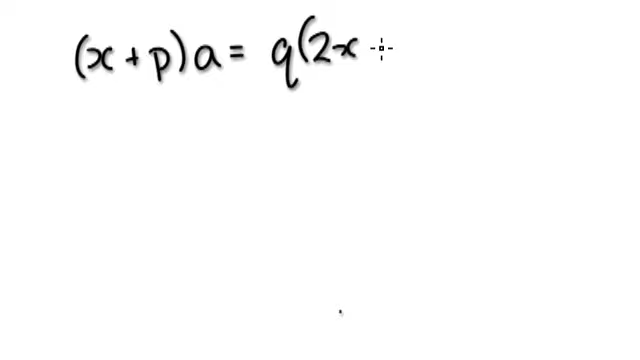 (x + p) a = q(2x